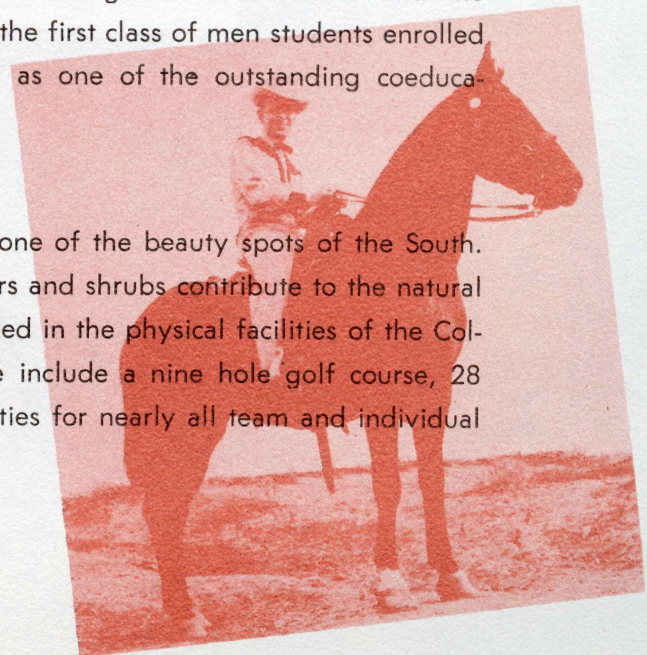 the first class of men students enrolled
as one of the outstanding coeduca-
one of the beauty spots of the South.
rs and shrubs contribute to the natural
ed in the physical facilities of the Col-
e include a nine hole golf course, 28
ties for nearly all team and individual